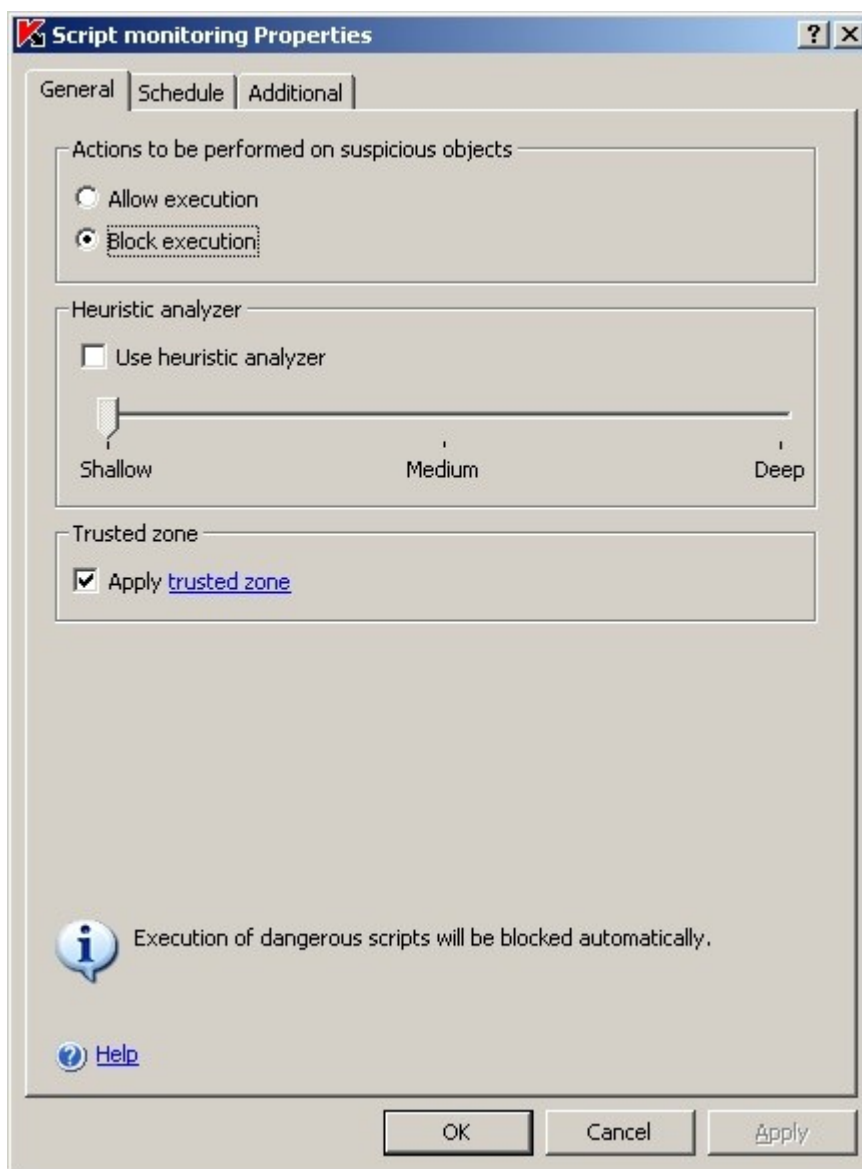 Script monitoring Properties
General Schedule Additional
Actions to be performed on suspicious objects
Allow execution
Block execution
Heuristic analyzer
Use heuristic analyzer
Shallow Medium Deep
Trusted zone
Apply trusted zone
Execution of dangerous scripts will be blocked automatically.
Help
OK Cancel Apply